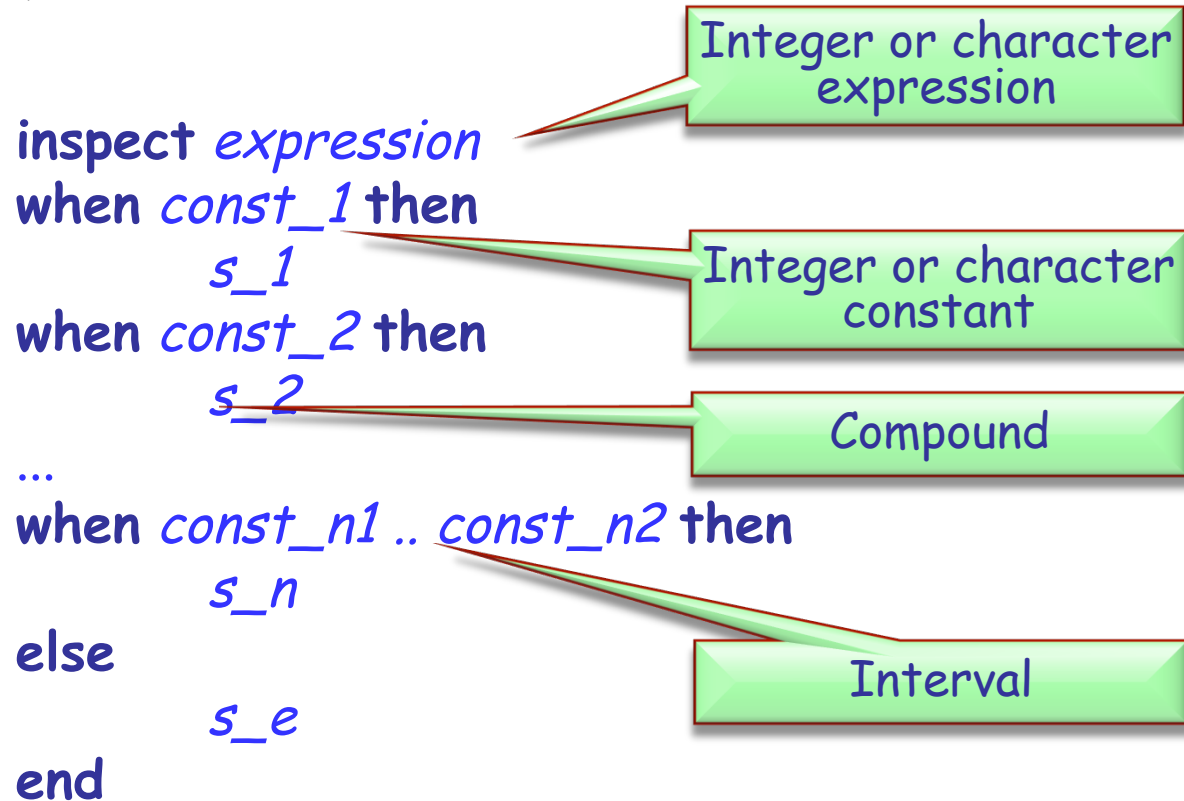 Integer or character
expression
inspect expression
when const_1 then
s_1
Integer or character
constant
when const_2 then
s_2
Compound
...
when const_n1 .. const_n2 then
s_n
Interval
else
s_e
end